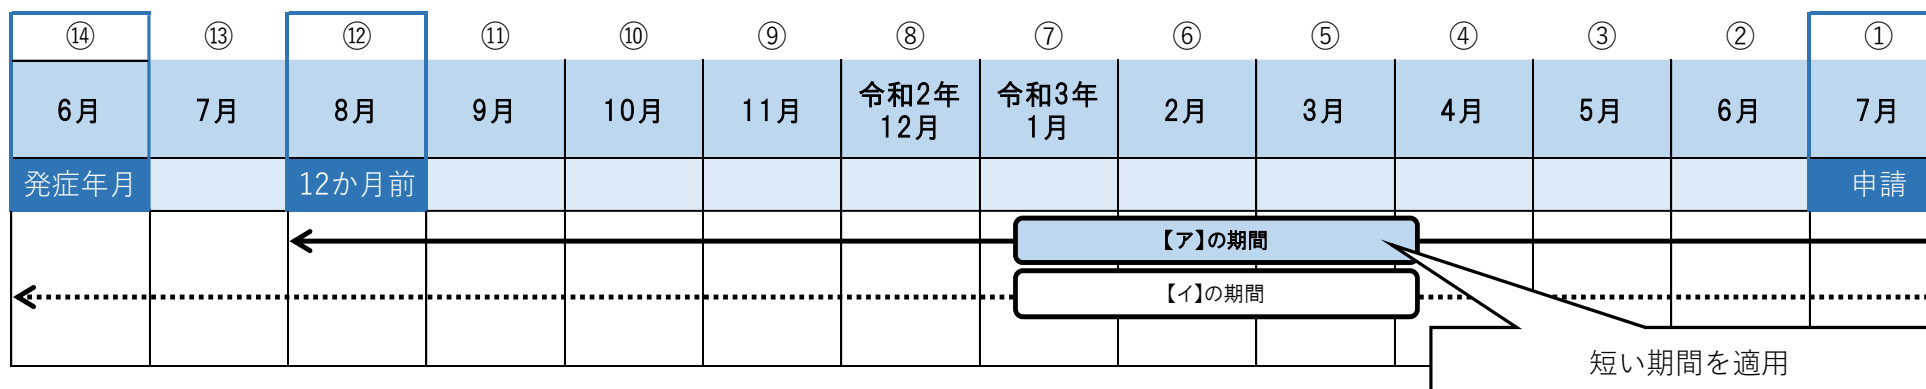 ⑭ ⑬ ⑫ ⑪ ⑩ ⑨ ⑧ ⑦ ⑥ ⑤ ④ ③ ② ①
6月 7月 8月 9月 10月 11月 令和2年12月 令和3年1月 2月 3月 4月 5月 6月 7月
発症年月 12か月前 申請
【ア】の期間
【イ】の期間
短い期間を適用